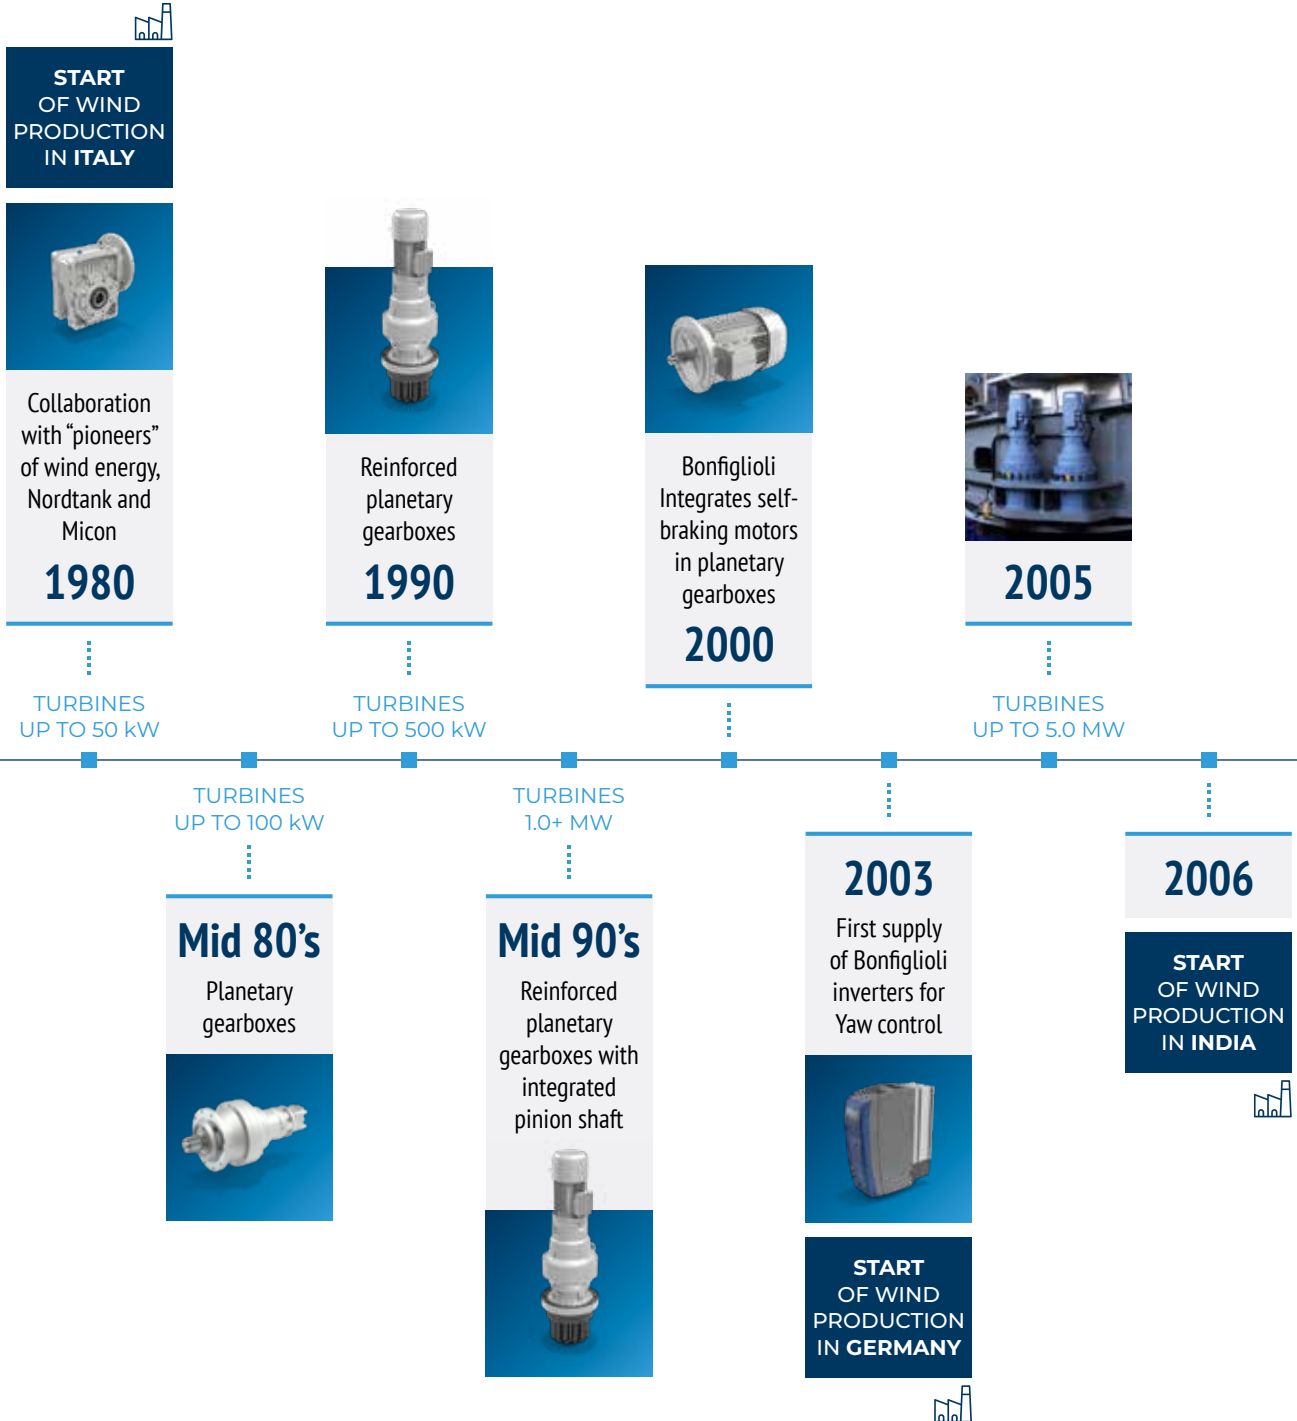 START
OF WIND
PRODUCTION
IN ITALY
Collaboration
with “pioneers”
of wind energy,
Nordtank and
Micon
1980
TURBINES
UP TO 50 kW
Mid 80’s
Planetary
gearboxes
TURBINES
UP TO 100 kW
Reinforced
planetary
gearboxes
1990
TURBINES
UP TO 500 kW
TURBINES
1.0+ MW
Mid 90’s
Reinforced
planetary
gearboxes with
integrated
pinion shaft
Bonfiglioli
Integrates self-
braking motors
in planetary
gearboxes
2000
2003
First supply
of Bonfiglioli
inverters for
Yaw control
START
OF WIND
PRODUCTION
IN GERMANY
2005
TURBINES
UP TO 5.0 MW
2006
START
OF WIND
PRODUCTION
IN INDIA